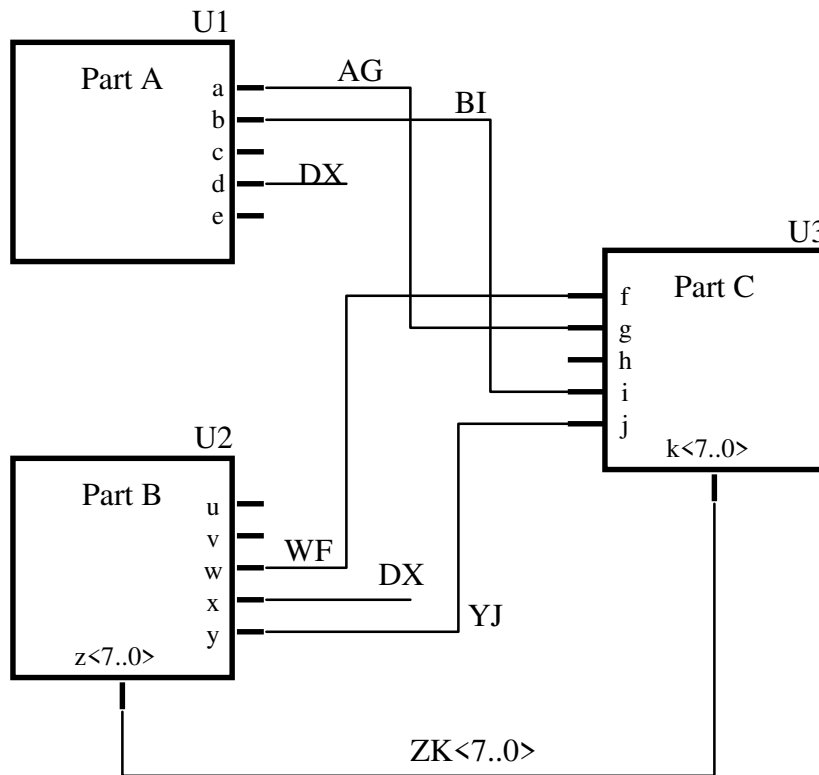 U1
Part A
a
AG
b
BI
c
d
DX
e
U3
Part C
f
g
h
i
j
k<7..0>
U2
Part B
u
v
w
WF
x
DX
y
YJ
z<7..0>
ZK<7..0>